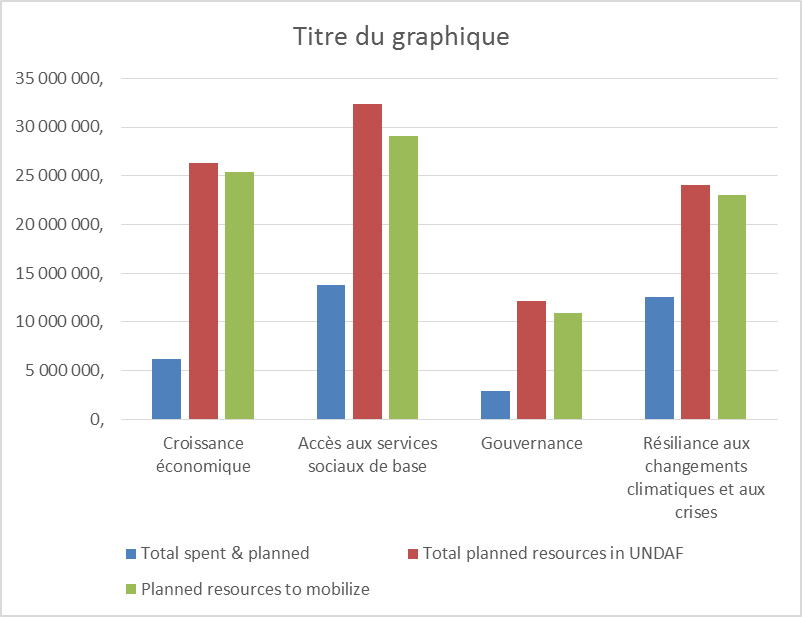 Titre du graphique
35 000 000,
30 000 000,
25 000 000,
20 000 000,
15 000 000,
10 000 000,
5 000 000,
0,
Croissance
économique
Accès aux services
sociaux de base
Gouvernance
Résiliance aux
changements
climatiques et aux
crises
Total spent & planned
Total planned resources in UNDAF
Planned resources to mobilize